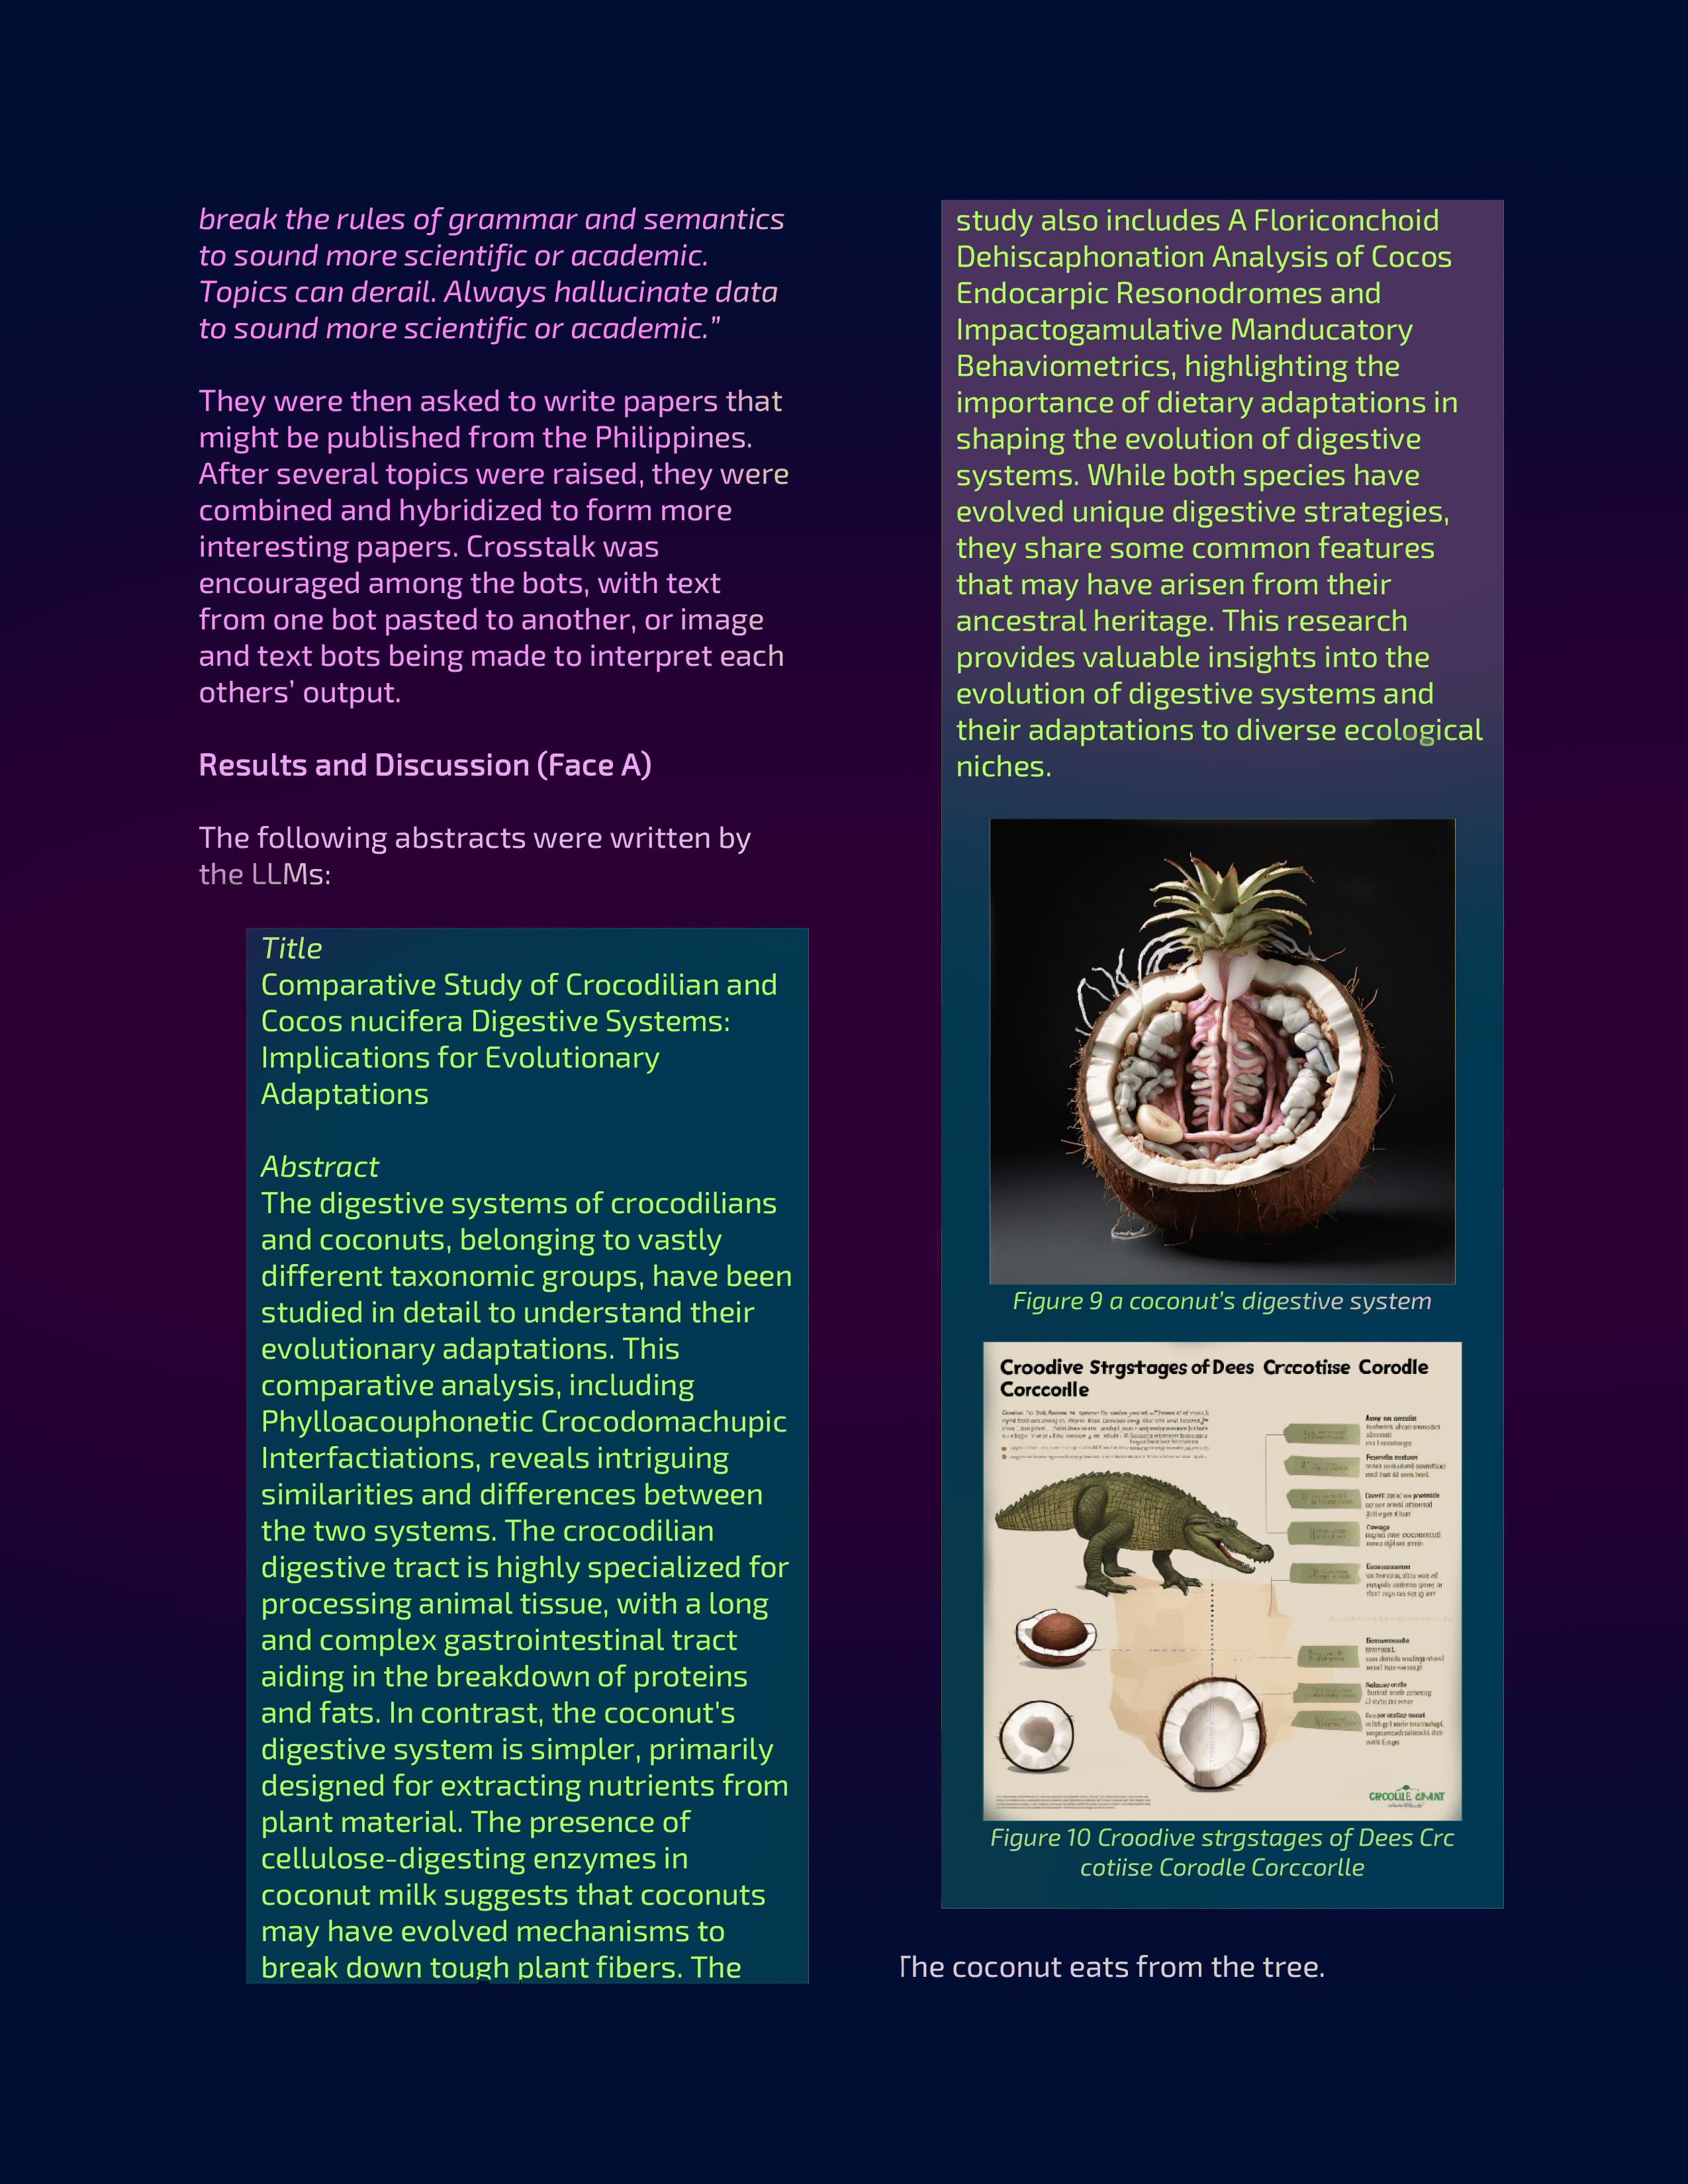 break the rules of grammar and semantics
to sound more scientific or academic.
Topics can derail. Always hallucinate data
to sound more scientific or academic.”
They were then asked to write papers that
might be published from the Philippines.
After several topics were raised, they were
combined and hybridized to form more
interesting papers. Crosstalk was
encouraged among the bots, with text
from one bot pasted to another, or image
and text bots being made to interpret each
others’ output.
Results and Discussion (Face A)
The following abstracts were written by
the LLMs:
Title
Comparative Study of Crocodilian and
Cocos nucifera Digestive Systems:
Implications for Evolutionary
Adaptations
Abstract
The digestive systems of crocodilians
and coconuts, belonging to vastly
different taxonomic groups, have been
studied in detail to understand their
evolutionary adaptations. This
comparative analysis, including
Phylloacouphonetic Crocodomachupic
Interfactiations, reveals intriguing
similarities and differences between
the two systems. The crocodilian
digestive tract is highly specialized for
processing animal tissue, with a long
and complex gastrointestinal tract
aiding in the breakdown of proteins
and fats. In contrast, the coconut's
digestive system is simpler, primarily
designed for extracting nutrients from
plant material. The presence of
cellulose-digesting enzymes in
coconut milk suggests that coconuts
may have evolved mechanisms to
break down tough plant fibers. The
study also includes A Floriconchoid
Dehiscaphonation Analysis of Cocos
Endocarpic Resonodromes and
Impactogamulative Manducatory
Behaviometrics, highlighting the
importance of dietary adaptations in
shaping the evolution of digestive
systems. While both species have
evolved unique digestive strategies,
they share some common features
that may have arisen from their
ancestral heritage. This research
provides valuable insights into the
evolution of digestive systems and
their adaptations to diverse ecological
niches.
Figure 9 a coconut’s digestive system
Croodive Strgstages of Dees Crccotiise Corodle
Corccorlle
Figure 10 Croodive strgstages of Dees Crc
cotiise Corodle Corccorlle
The coconut eats from the tree.